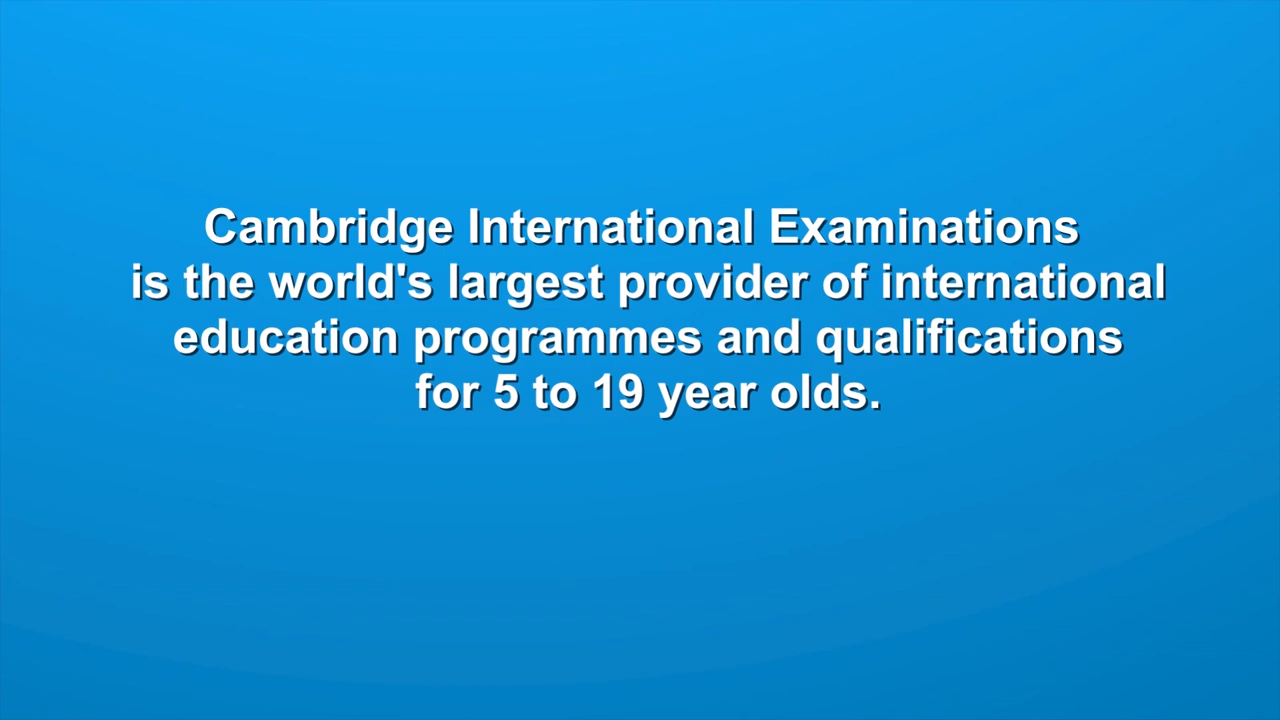 Cambridge International Examinations
is the world's largest provider of international
education programmes and qualifications
for 5 to 19 year olds.